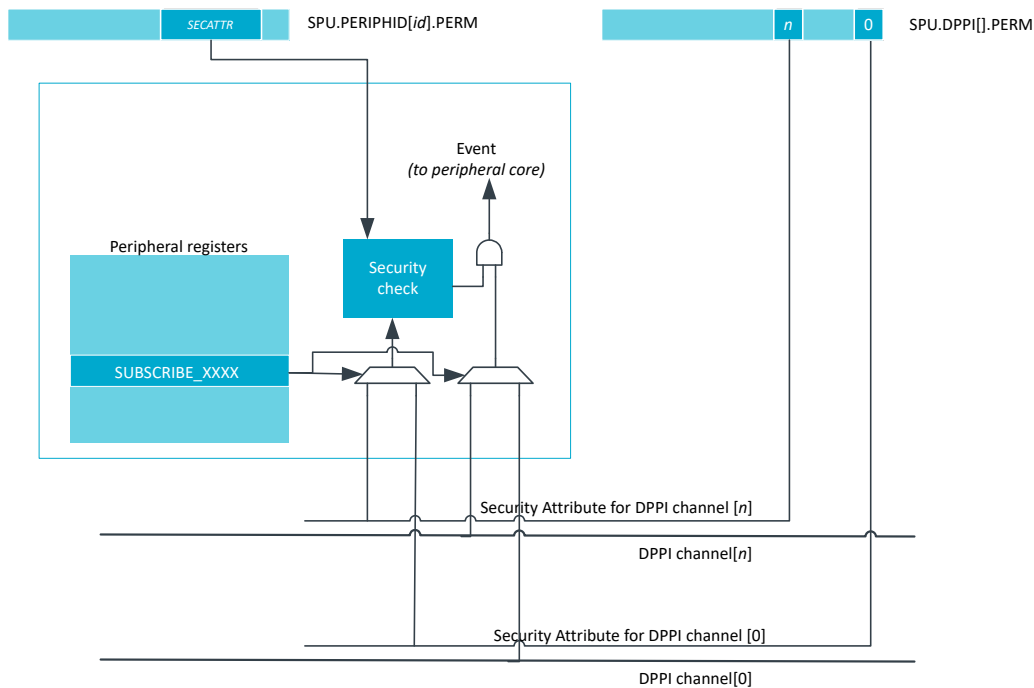 SECATTR
SPU.PERIPHID[id].PERM
n
0
SPU.DPPI[].PERM
Event
(to peripheral core)
Peripheral registers
Security
check
SUBSCRIBE_XXXX
Security Attribute for DPPI channel [n]
DPPI channel[n]
Security Attribute for DPPI channel [0]
DPPI channel[0]